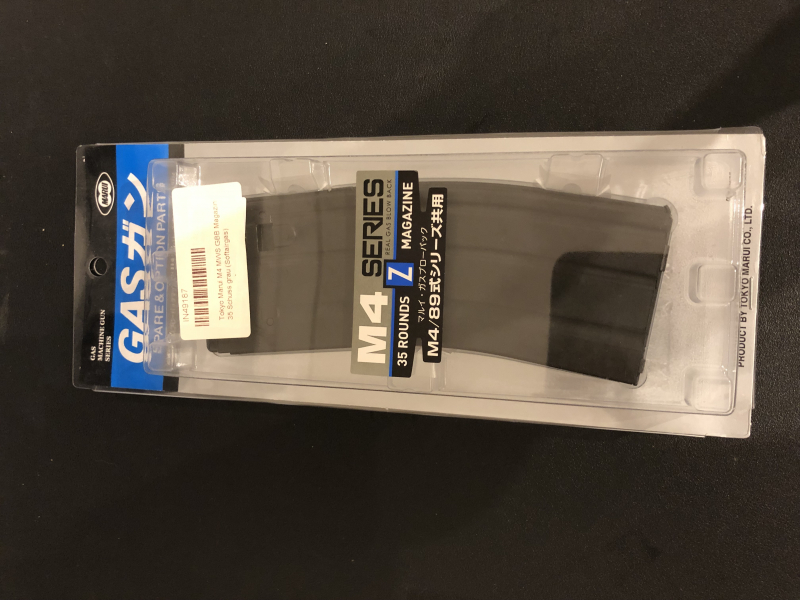 MARUI
GASガン
SPARE & OPTION PARTS
GAS
MACHINE GUN
SERIES
IN49187
Tokyo Marui M4 MWS GBB Magazin
35 Schuss grau (Softairgas)
M4
SERIES
REAL GAS BLOW BACK
35 ROUNDS Z MAGAZINE
マルイ・ガスブローバック
M4/89式シリーズ共用
PRODUCT BY TOKYO MARUI CO., LTD.